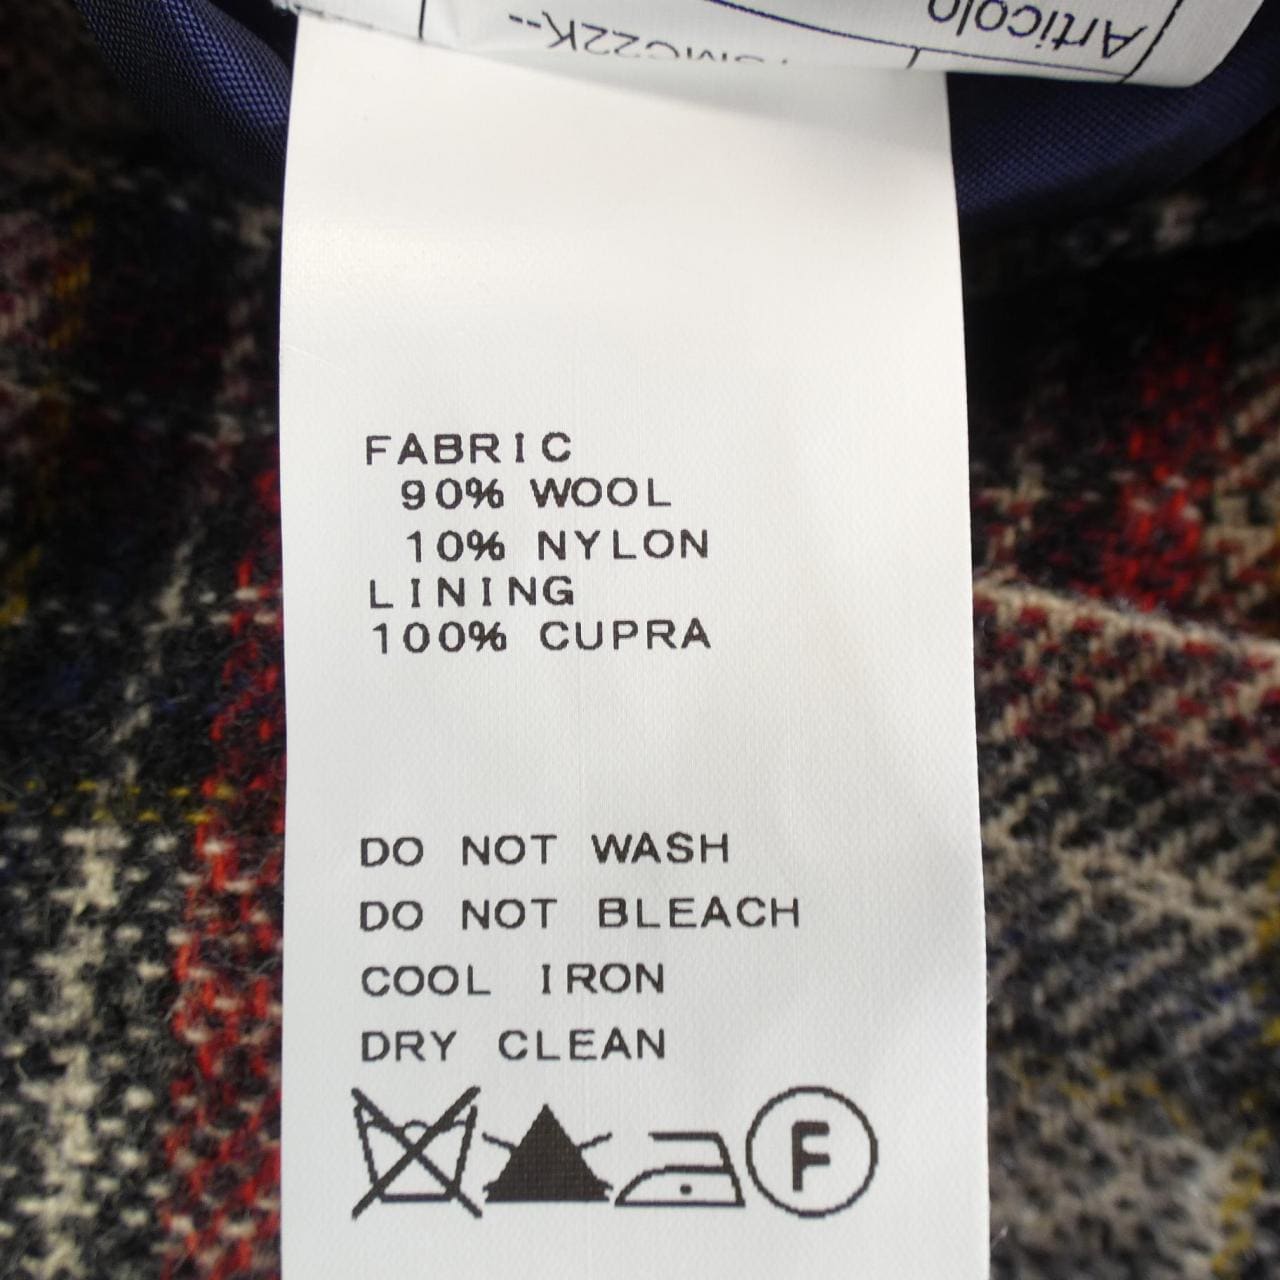 Articolo
FABRIC
90% WOOL
10% NYLON
LINING
100% CUPRA
DO NOT WASH
DO NOT BLEACH
COOL IRON
DRY CLEAN
F